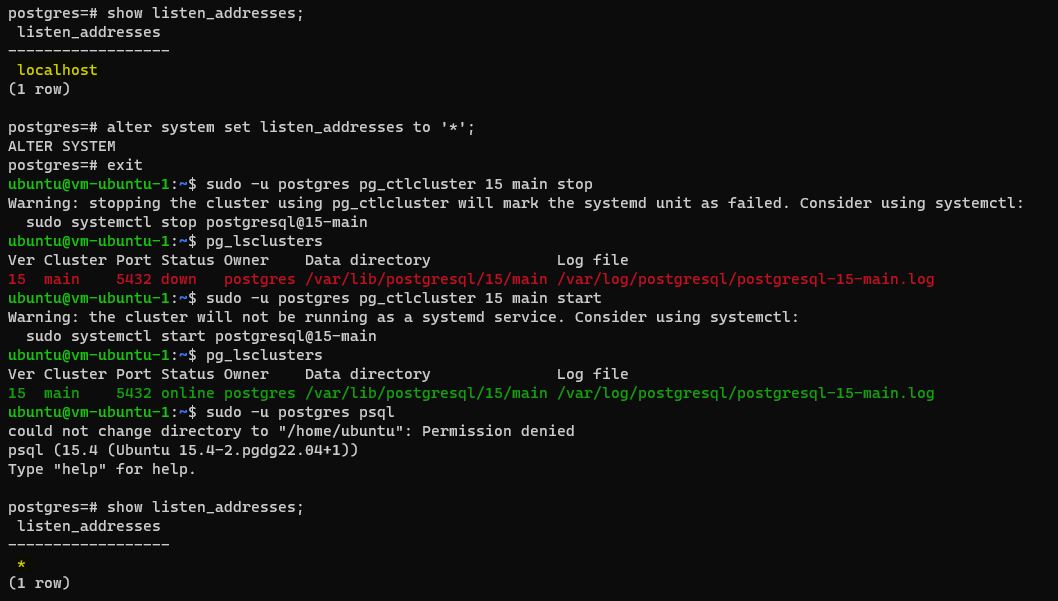 postgres=# show listen_addresses;
 listen_addresses
------------------
 localhost
(1 row)

postgres=# alter system set listen_addresses to '*';
ALTER SYSTEM
postgres=# exit
ubuntu@vm-ubuntu-1:~$ sudo -u postgres pg_ctlcluster 15 main stop
Warning: stopping the cluster using pg_ctlcluster will mark the systemd unit as failed. Consider using systemctl:
  sudo systemctl stop postgresql@15-main
ubuntu@vm-ubuntu-1:~$ pg_lsclusters
Ver Cluster Port Status Owner    Data directory              Log file
15  main    5432 down   postgres /var/lib/postgresql/15/main /var/log/postgresql/postgresql-15-main.log
ubuntu@vm-ubuntu-1:~$ sudo -u postgres pg_ctlcluster 15 main start
Warning: the cluster will not be running as a systemd service. Consider using systemctl:
  sudo systemctl start postgresql@15-main
ubuntu@vm-ubuntu-1:~$ pg_lsclusters
Ver Cluster Port Status Owner    Data directory              Log file
15  main    5432 online postgres /var/lib/postgresql/15/main /var/log/postgresql/postgresql-15-main.log
ubuntu@vm-ubuntu-1:~$ sudo -u postgres psql
could not change directory to "/home/ubuntu": Permission denied
psql (15.4 (Ubuntu 15.4-2.pgdg22.04+1))
Type "help" for help.

postgres=# show listen_addresses;
 listen_addresses
------------------
 *
(1 row)